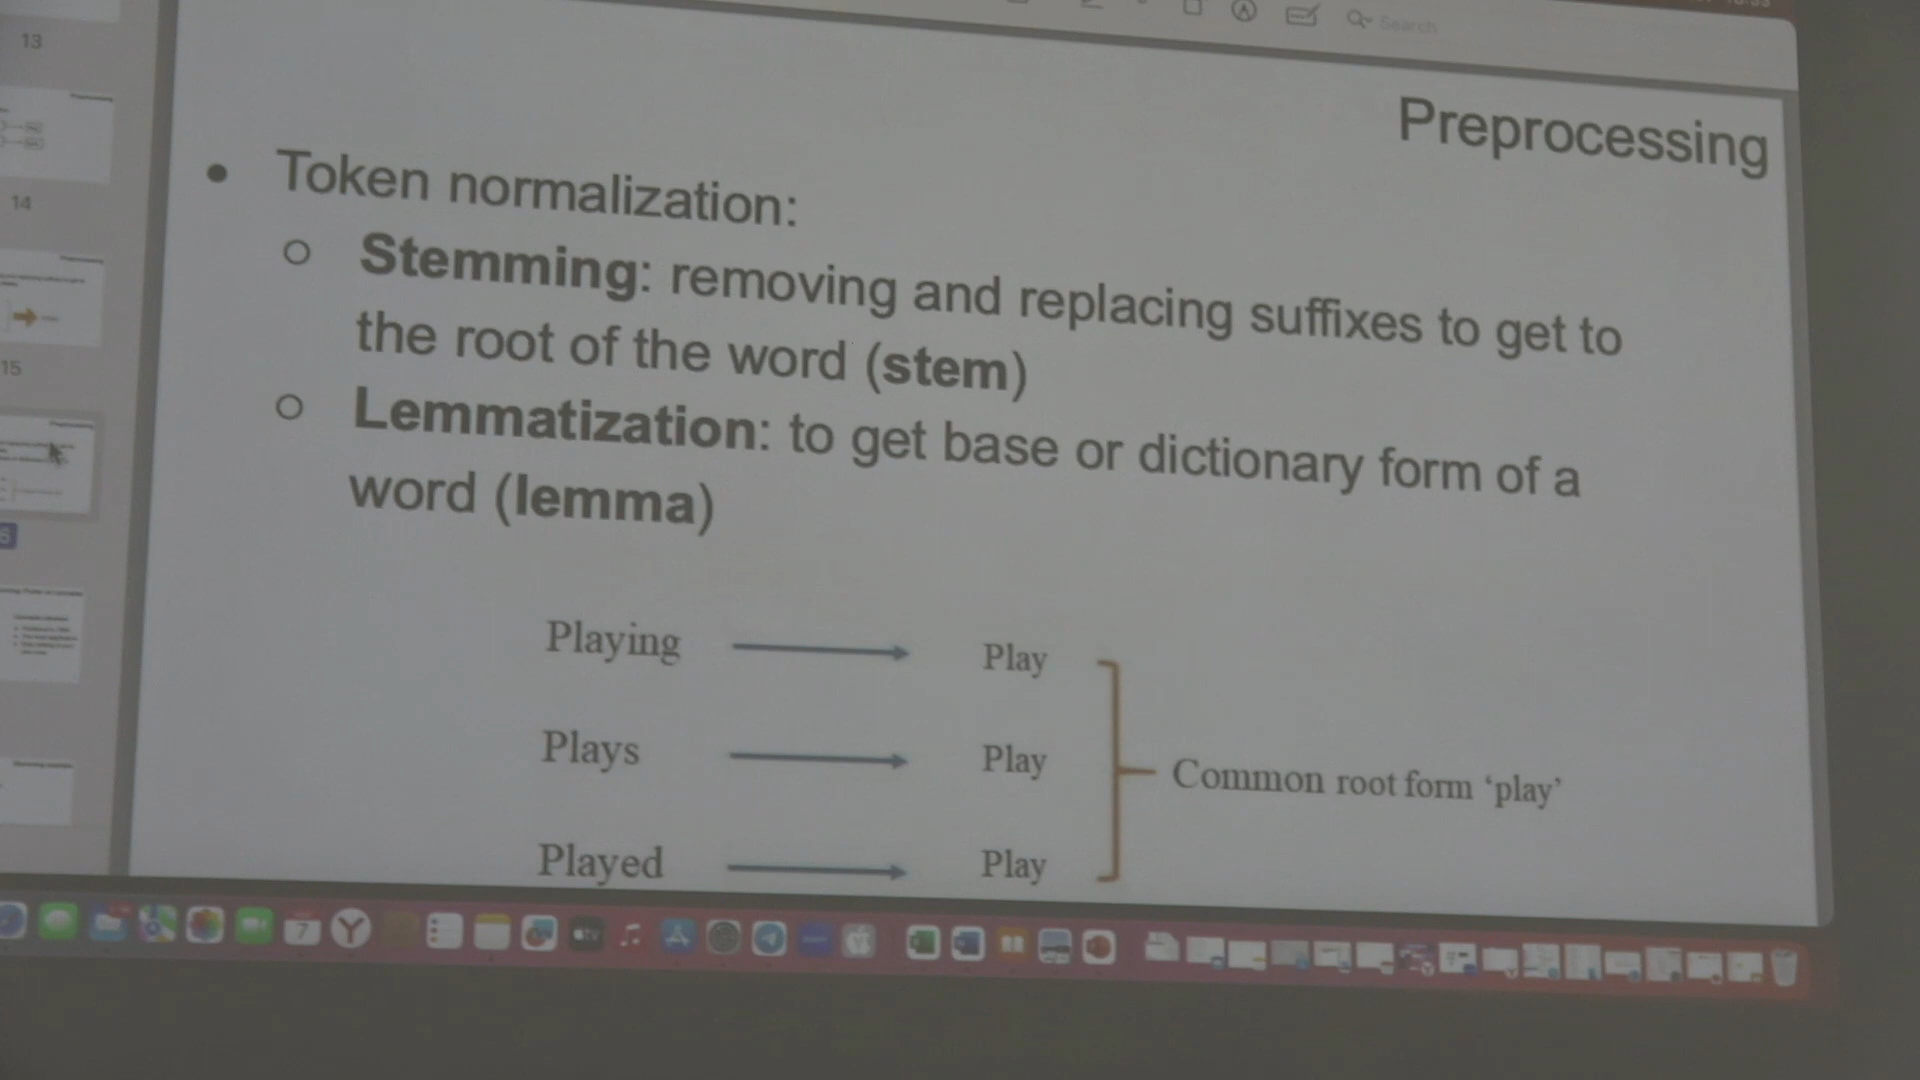 Search
13
14
15
Preprocessing
Token normalization:
Stemming: removing and replacing suffixes to get to
the root of the word (stem)
Lemmatization: to get base or dictionary form of a
word (lemma)
Playing Play
Plays Play
Common root form ‘play’
Played Play
7
tv